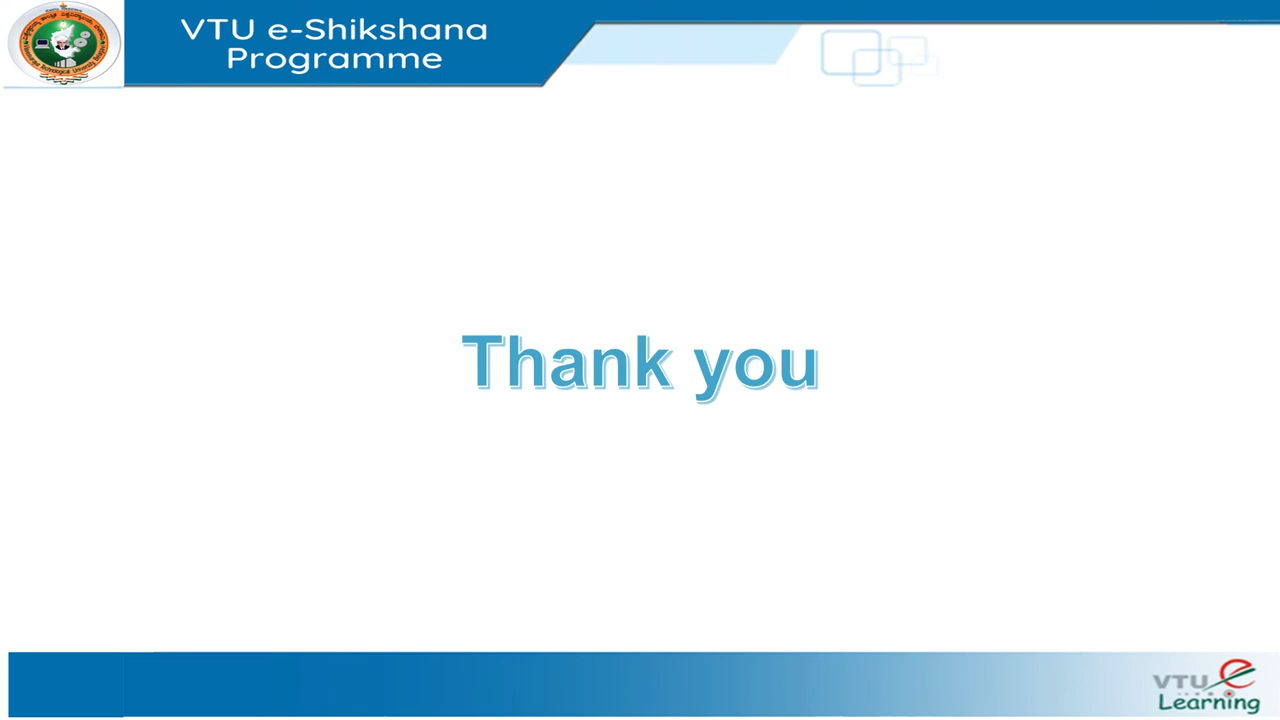 VTU e-Shikshana
Programme
Thank you
VTU e
Learning